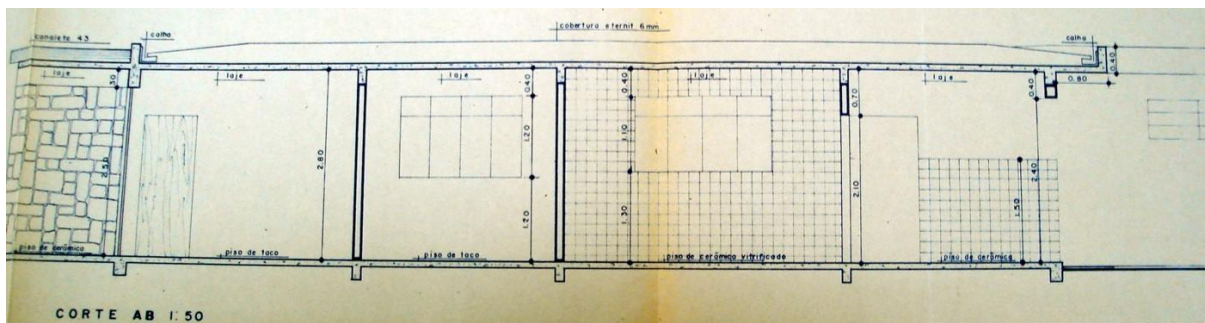 canalete 43
calha
cobertura eternit 6mm
calha
laje
laje
laje
laje
laje
.30
0.40
0.40
0.70
0.40
0.40
0.80
2.50
2.80
1.20
1.20
1.10
1.30
2.10
1.50
2.40
piso de cerâmica
piso de taco
piso de taco
piso de cerâmica vitrificado
piso de cerâmica
CORTE AB 1:50